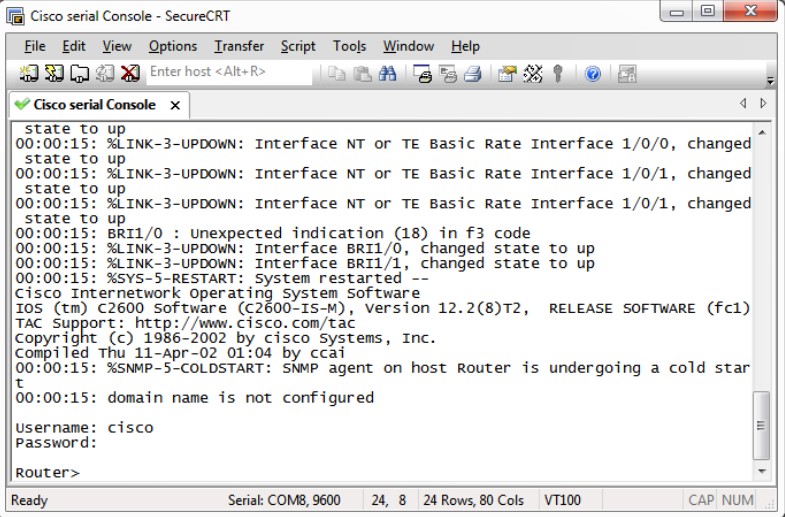 Cisco serial Console - SecureCRT
File Edit View Options Transfer Script Tools Window Help
Enter host <Alt+R>
Cisco serial Console x
state to up
00:00:15: %LINK-3-UPDOWN: Interface NT or TE Basic Rate Interface 1/0/0, changed
state to up
00:00:15: %LINK-3-UPDOWN: Interface NT or TE Basic Rate Interface 1/0/1, changed
state to up
00:00:15: %LINK-3-UPDOWN: Interface NT or TE Basic Rate Interface 1/0/1, changed
state to up
00:00:15: BRI1/0 : Unexpected indication (18) in f3 code
00:00:15: %LINK-3-UPDOWN: Interface BRI1/0, changed state to up
00:00:15: %LINK-3-UPDOWN: Interface BRI1/1, changed state to up
00:00:15: %SYS-5-RESTART: System restarted --
Cisco Internetwork Operating System Software
IOS (tm) C2600 Software (C2600-IS-M), Version 12.2(8)T2, RELEASE SOFTWARE (fc1)
TAC Support: http://www.cisco.com/tac
Copyright (c) 1986-2002 by cisco Systems, Inc.
Compiled Thu 11-Apr-02 01:04 by ccai
00:00:15: %SNMP-5-COLDSTART: SNMP agent on host Router is undergoing a cold star
t
00:00:15: domain name is not configured
Username: cisco
Password:
Router>
Ready Serial: COM8, 9600 24, 8 24 Rows, 80 Cols VT100 CAP NUM